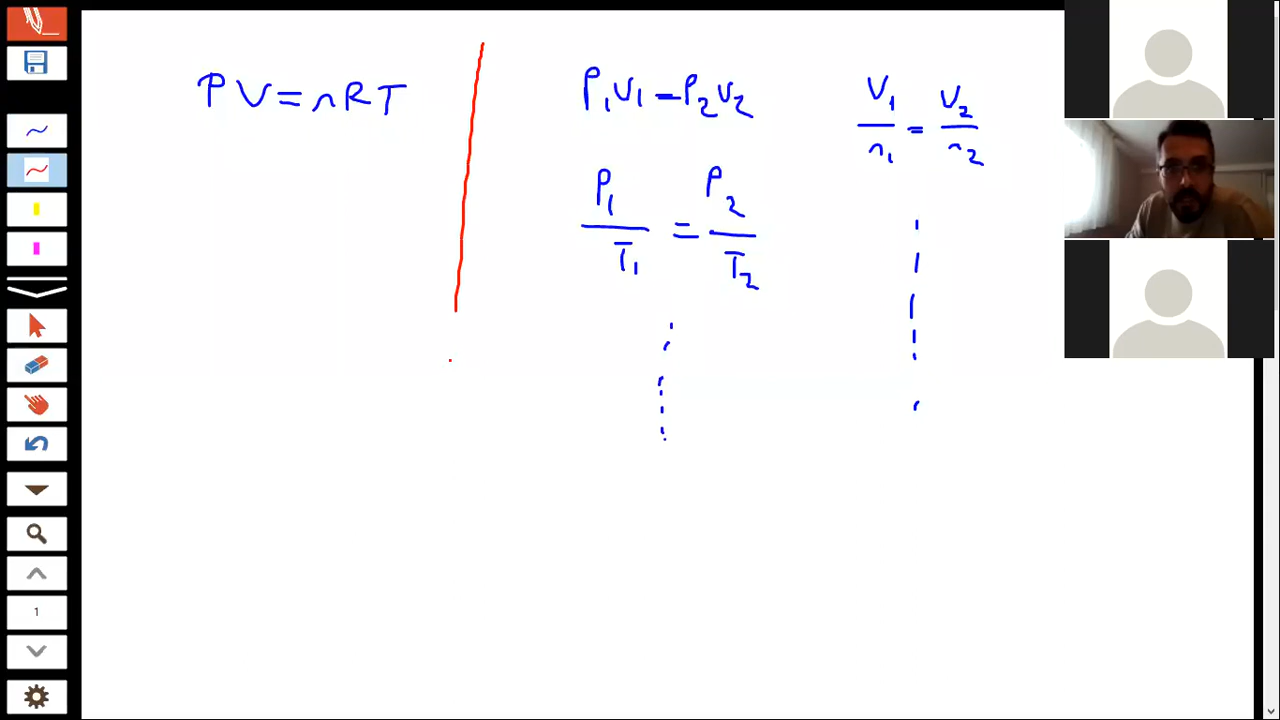 PV=nRT
P₁V₁=P₂V₂
V₁/n₁ = V₂/n₂
P₁/T₁ = P₂/T₂
1